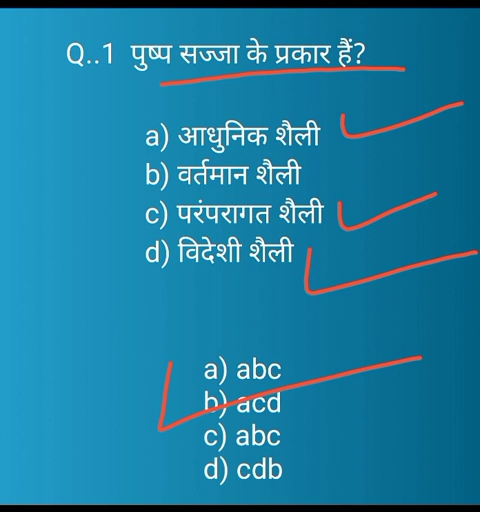 Q..1 पुष्प सज्जा के प्रकार हैं?
a) आधुनिक शैली
b) वर्तमान शैली
c) परंपरागत शैली
d) विदेशी शैली
a) abc
b) acd
c) abc
d) cdb